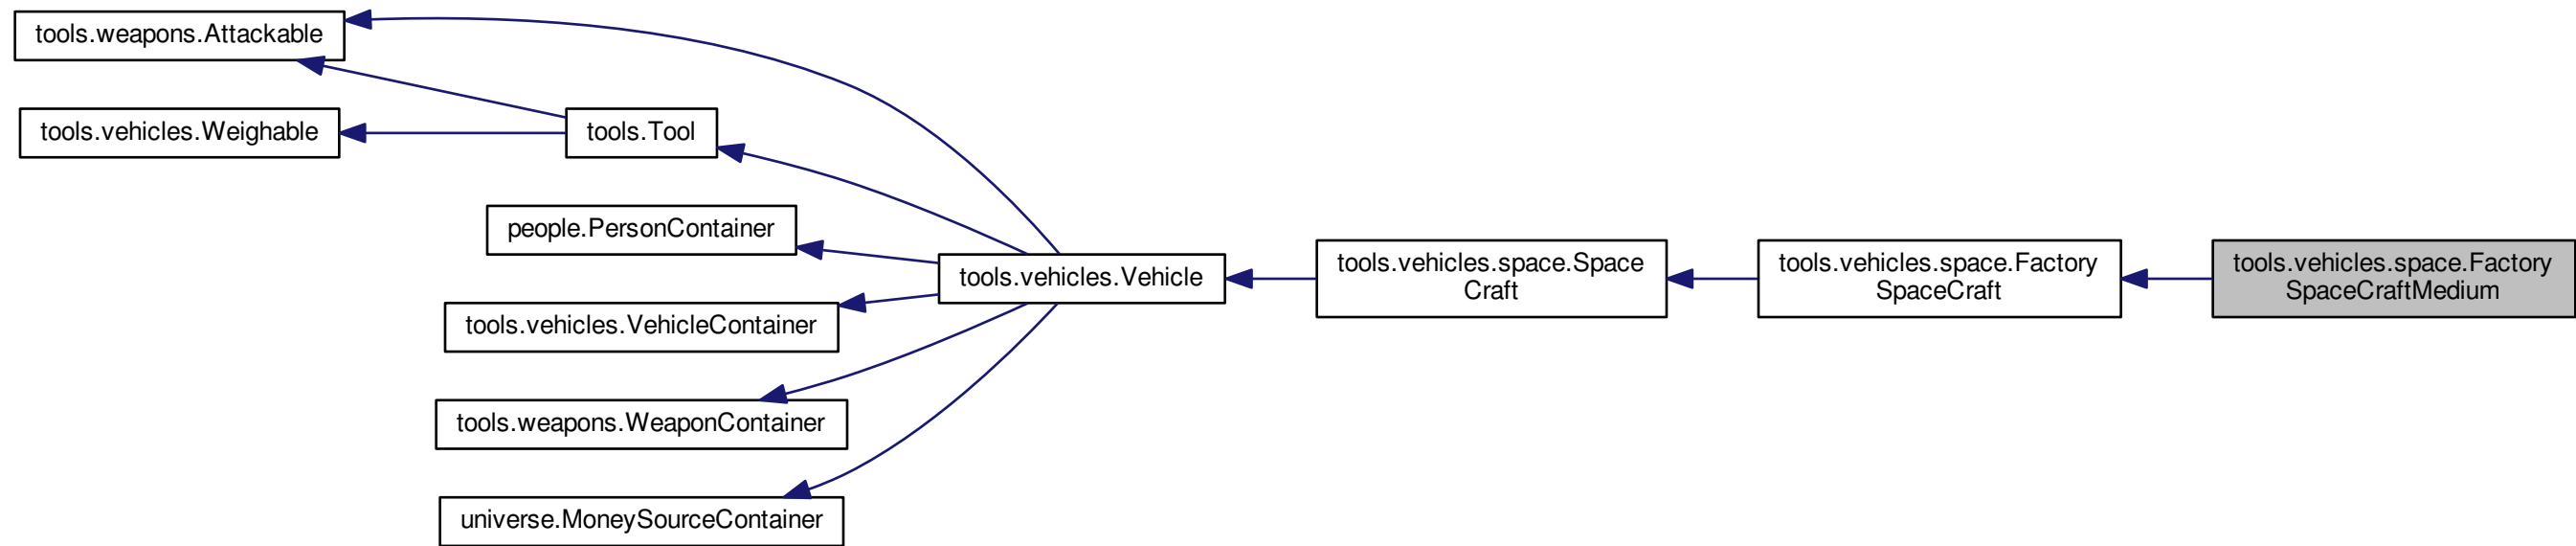 tools.weapons.Attackable
tools.vehicles.Weighable
tools.Tool
people.PersonContainer
tools.vehicles.VehicleContainer
tools.weapons.WeaponContainer
universe.MoneySourceContainer
tools.vehicles.Vehicle
tools.vehicles.space.Space
Craft
tools.vehicles.space.Factory
SpaceCraft
tools.vehicles.space.Factory
SpaceCraftMedium